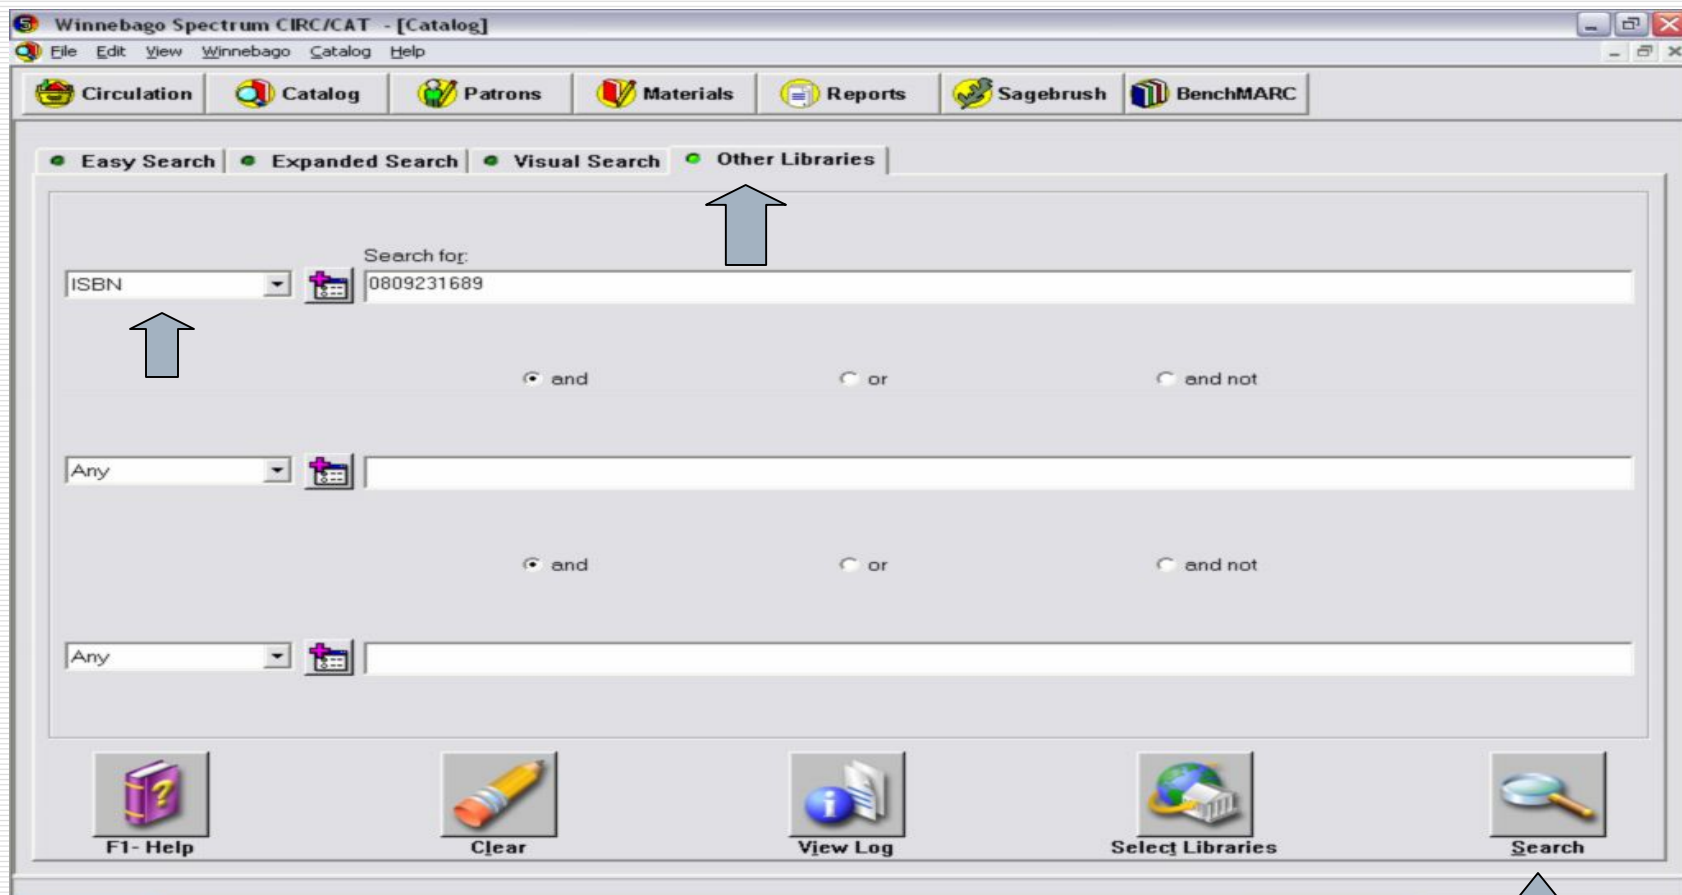 Winnebago Spectrum CIRC/CAT - [Catalog]
File Edit View Winnebago Catalog Help
Circulation Catalog Patrons Materials Reports Sagebrush BenchMARC
Easy Search Expanded Search Visual Search Other Libraries
Search for:
ISBN 0809231689
and or and not
Any
and or and not
Any
F1- Help Clear View Log Select Libraries Search